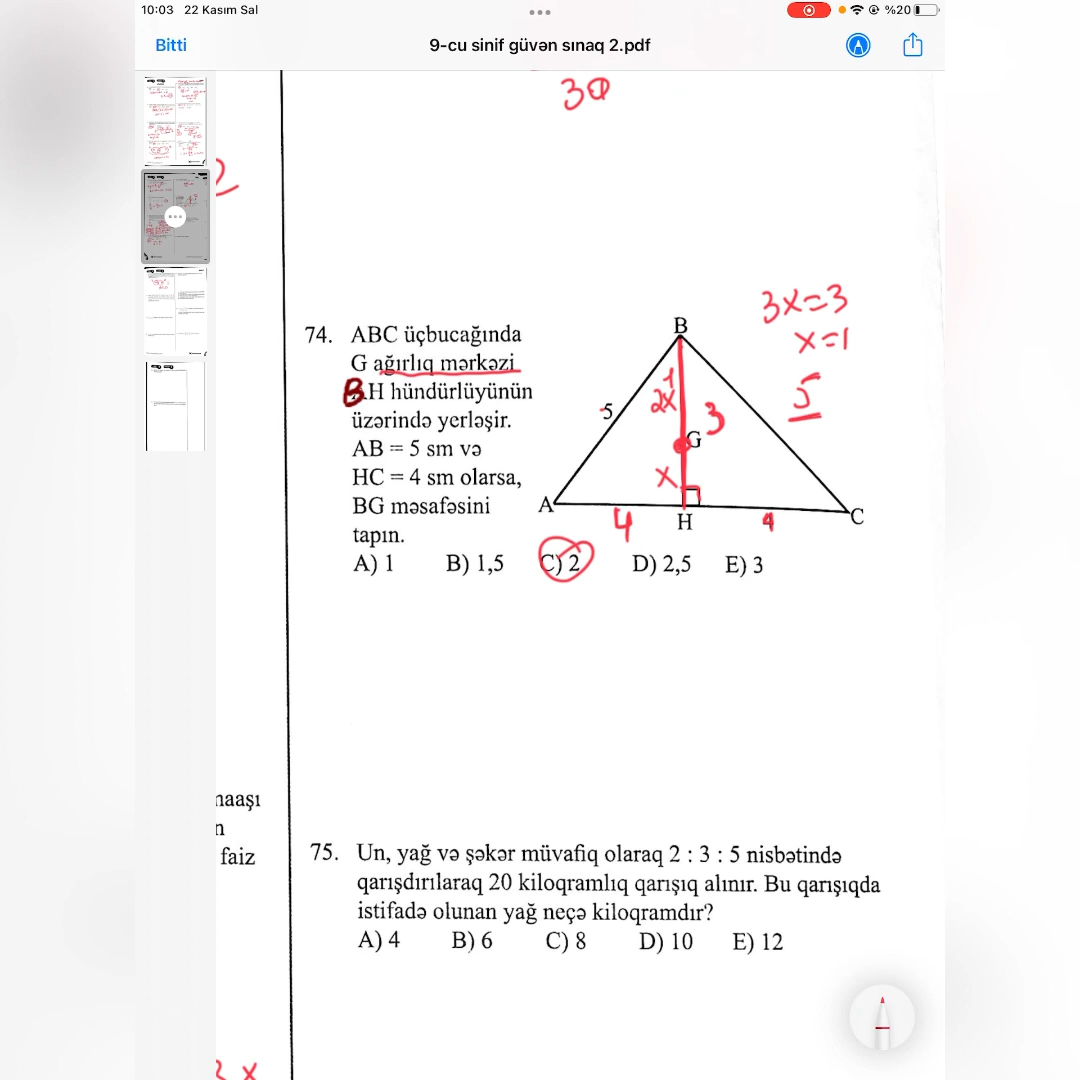 10:03 22 Kasım Sal
%20
Bitti
9-cu sinif güvən sınaq 2.pdf
30
2
3x=3
x=1
5
74. ABC üçbucağında
G ağırlıq mərkəzi
BH hündürlüyünün
üzərində yerləşir.
AB = 5 sm və
HC = 4 sm olarsa,
BG məsafəsini
tapın.
B
5
2x
1
3
G
x
A
4
H
4
C
A) 1 B) 1,5 C) 2 D) 2,5 E) 3
naaşı
n
faiz
75. Un, yağ və şəkər müvafiq olaraq 2 : 3 : 5 nisbətində
qarışdırılaraq 20 kiloqramlıq qarışıq alınır. Bu qarışıqda
istifadə olunan yağ neçə kiloqramdır?
A) 4 B) 6 C) 8 D) 10 E) 12
x